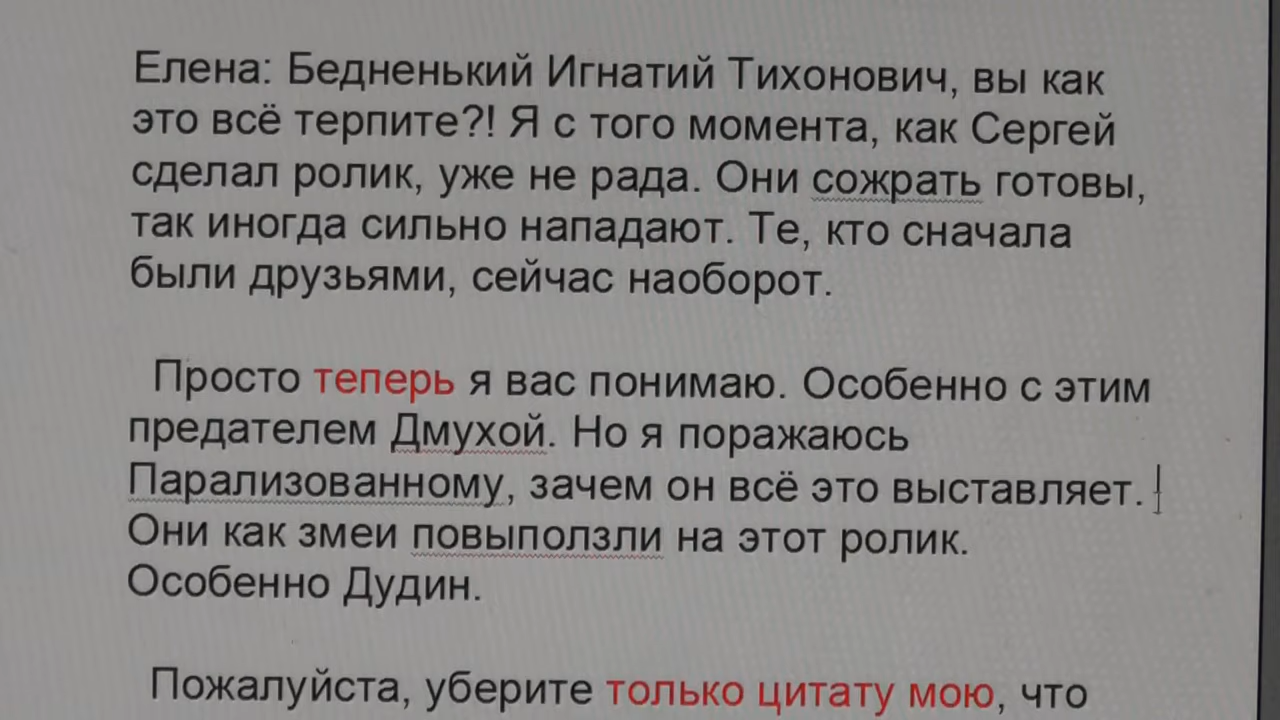 Елена: Бедненький Игнатий Тихонович, вы как
это всё терпите?! Я с того момента, как Сергей
сделал ролик, уже не рада. Они сожрать готовы,
так иногда сильно нападают. Те, кто сначала
были друзьями, сейчас наоборот.
Просто теперь я вас понимаю. Особенно с этим
предателем Дмухой. Но я поражаюсь
Парализованному, зачем он всё это выставляет.
Они как змеи повыползли на этот ролик.
Особенно Дудин.
Пожалуйста, уберите только цитату мою, что